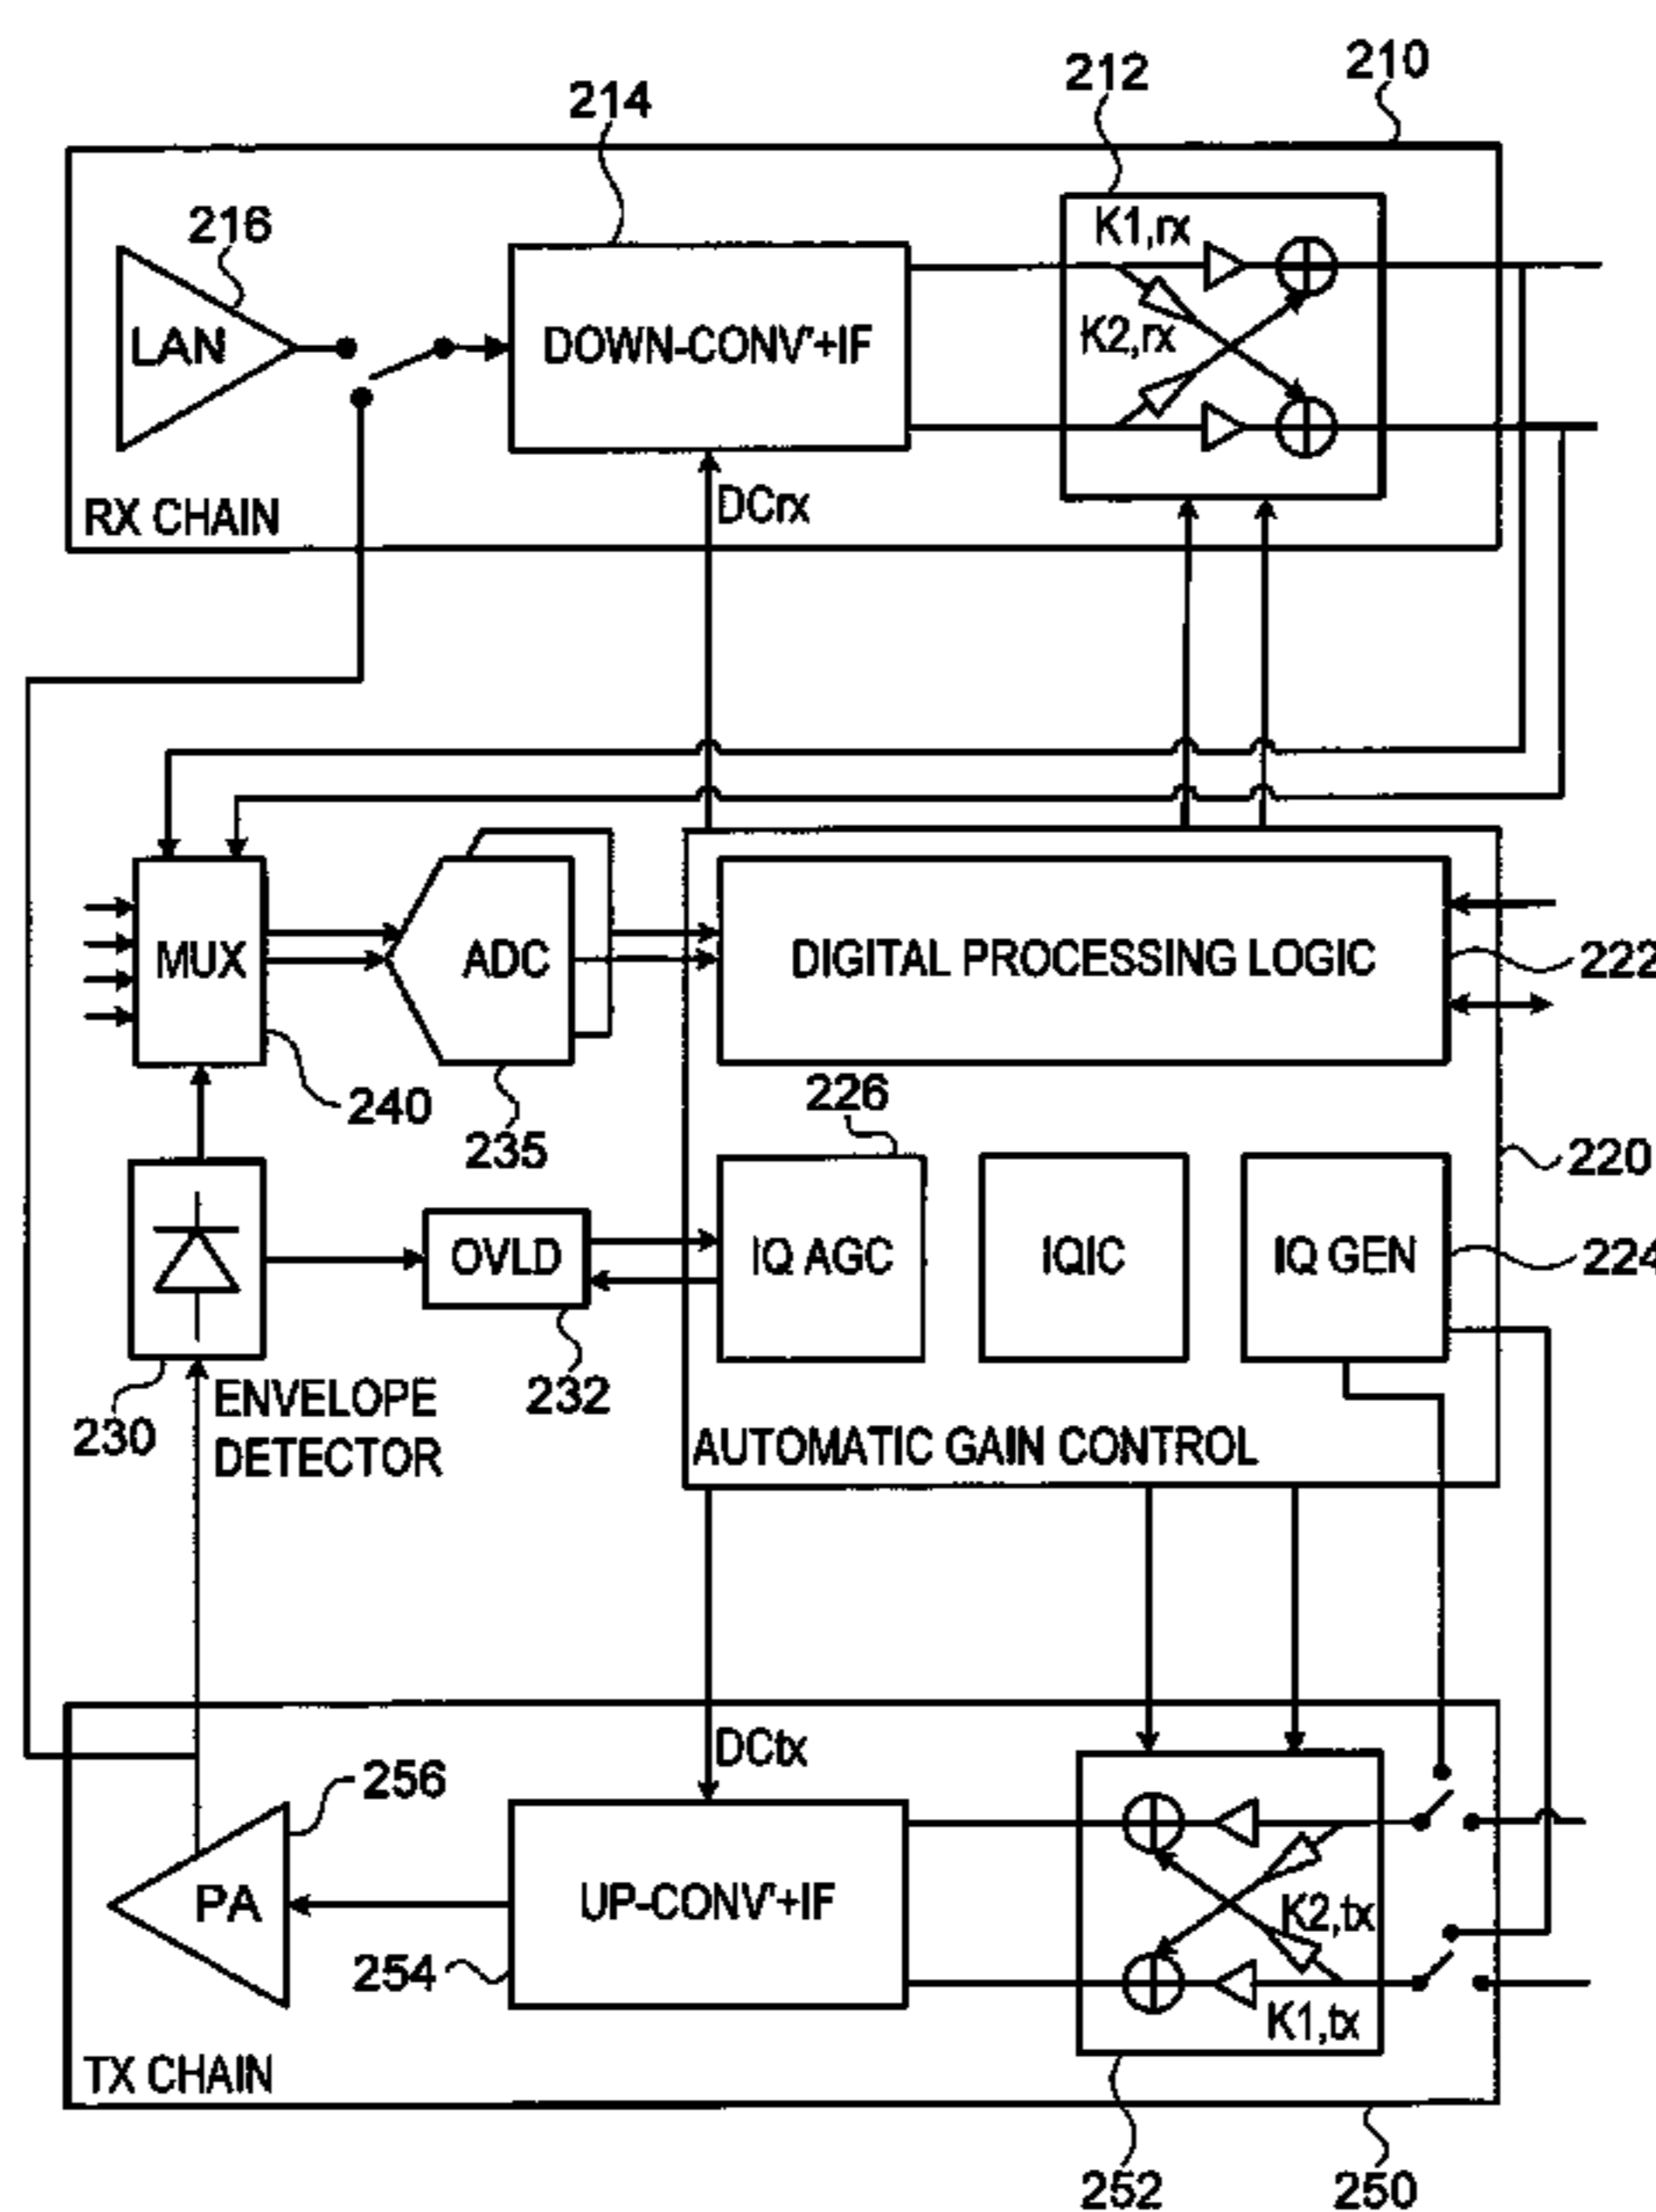 210
212
214
216
K1,rx
LAN
DOWN-CONV'+IF
K2,rx
RX CHAIN
DCrx
MUX
ADC
DIGITAL PROCESSING LOGIC
222
240
235
226
220
OVLD
IQ AGC
IQIC
IQ GEN
224
230
ENVELOPE
DETECTOR
232
AUTOMATIC GAIN CONTROL
DCtx
256
PA
UP-CONV'+IF
K2,tx
254
K1,tx
TX CHAIN
252
250